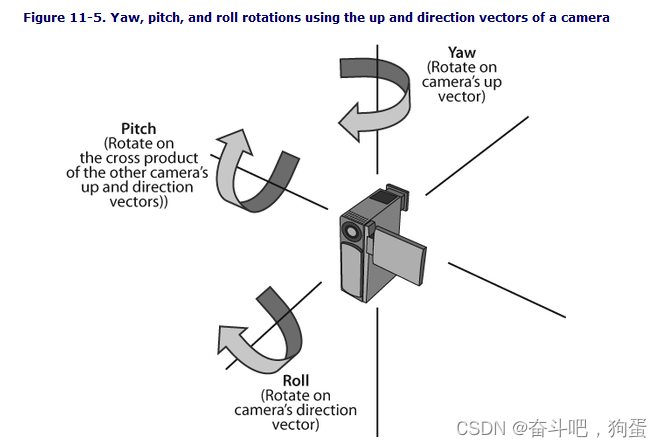 Figure 11-5. Yaw, pitch, and roll rotations using the up and direction vectors of a camera
Yaw
(Rotate on
camera's up
vector)
Pitch
(Rotate on
the cross product
of the other camera's
up and direction
vectors))
Roll
(Rotate on
camera's direction
vector)
CSDN @奋斗吧，狗蛋